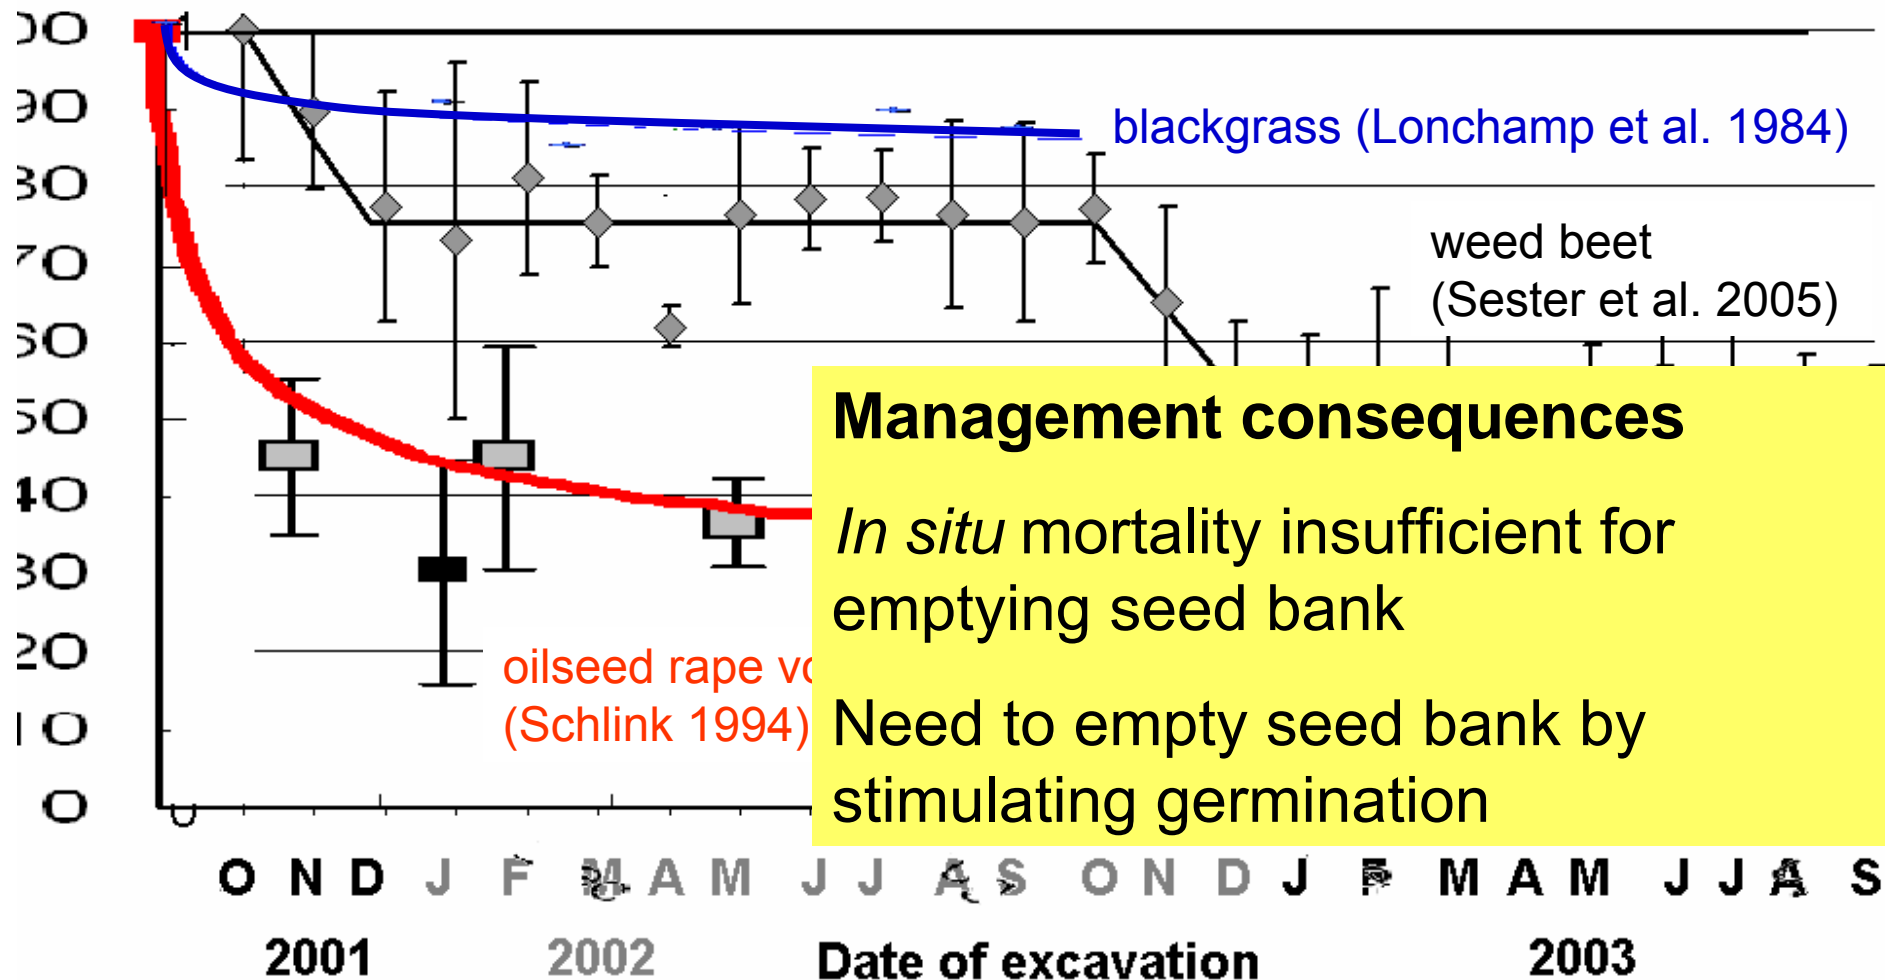 00
90
80
70
60
50
40
30
20
10
0
blackgrass (Lonchamp et al. 1984)
weed beet
(Sester et al. 2005)
oilseed rape
(Schlink 1994)
Management consequences
In situ mortality insufficient for
emptying seed bank
Need to empty seed bank by
stimulating germination
O N D J F M A M J J A S O N D J F M A M J J A S
2001 2002 Date of excavation 2003